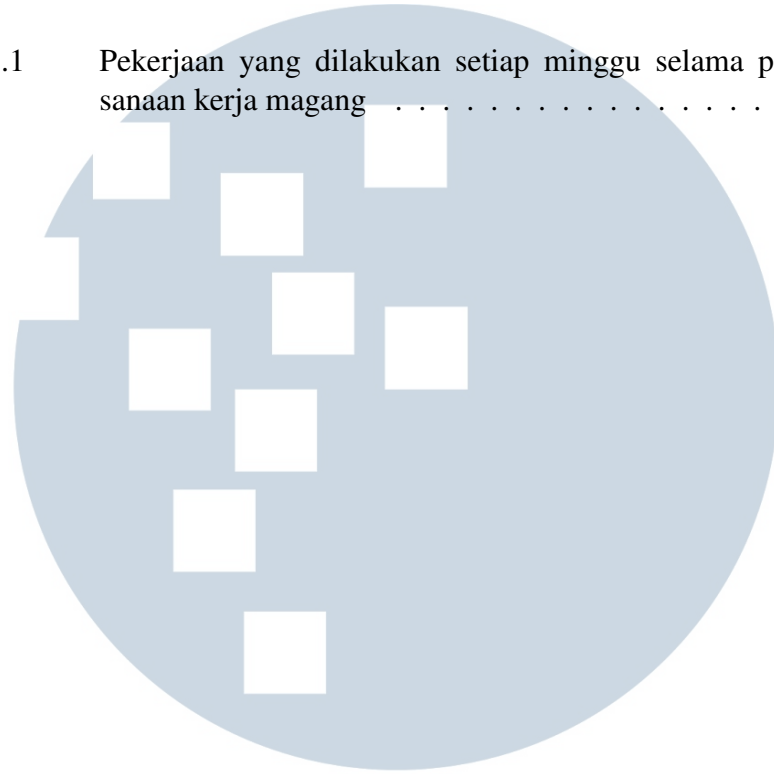 .1 Pekerjaan yang dilakukan setiap minggu selama p
sanaan kerja magang . . . . . . . . . . . . . . . . .